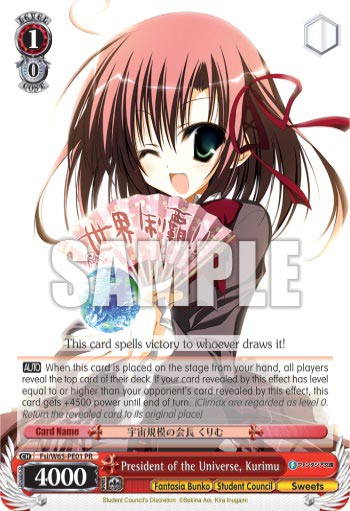 LEVEL
1
0
COST
世界制覇
SAMPLE
This card spells victory to whoever draws it!
AUTO When this card is placed on the stage from your hand, all players
reveal the top card of their deck. If your card revealed by this effect has level
equal to or higher than your opponent's card revealed by this effect, this
card gets +4500 power until end of turn. (Climax are regarded as level 0.
Return the revealed card to its original place)
Card Name 宇宙規模の会長 くりむ
CH Fsi/W65-PE01 PR
4000
President of the Universe, Kurimu
Fantasia Bunko Student Council Sweets
Student Council's Discretion ©Sekina Aoi, Kira Inugami